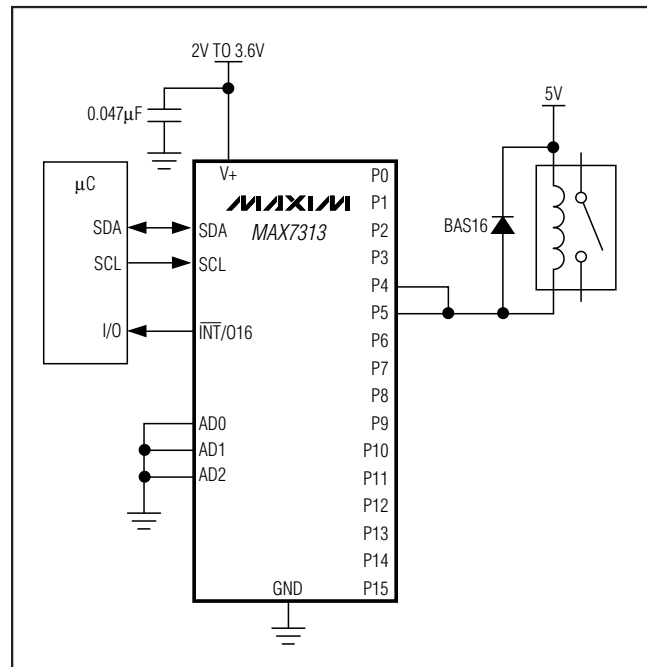 2V TO 3.6V
0.047μF
5V
μC
SDA
SCL
I/O
V+
MAXIM
MAX7313
SDA
SCL
INT/O16
AD0
AD1
AD2
GND
P0
P1
P2
P3
P4
P5
P6
P7
P8
P9
P10
P11
P12
P13
P14
P15
BAS16